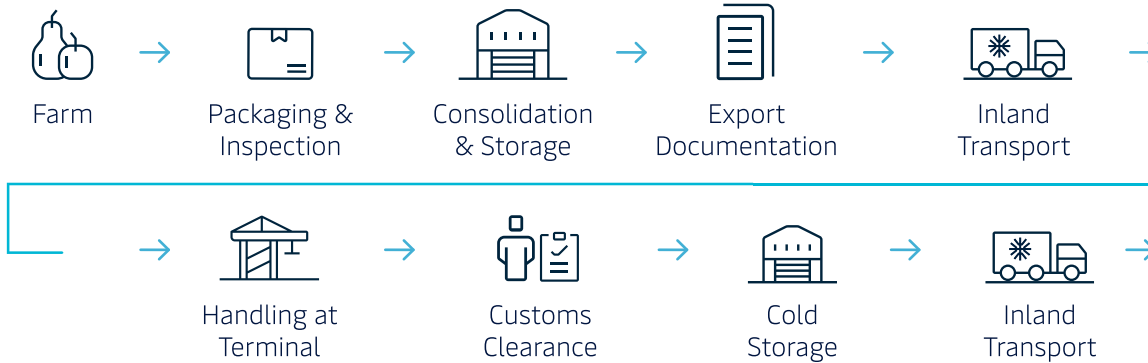 Farm
Packaging &
Inspection
Consolidation
& Storage
Export
Documentation
Inland
Transport
Handling at
Terminal
Customs
Clearance
Cold
Storage
Inland
Transport